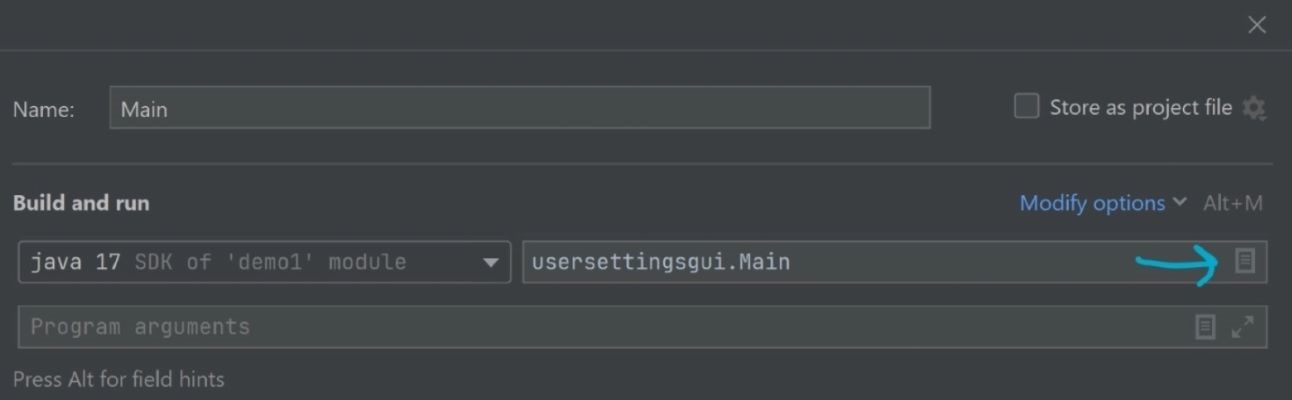 Name: Main Store as project file
Build and run Modify options Alt+M
java 17 SDK of 'demo1' module usersettingsgui.Main
Program arguments
Press Alt for field hints